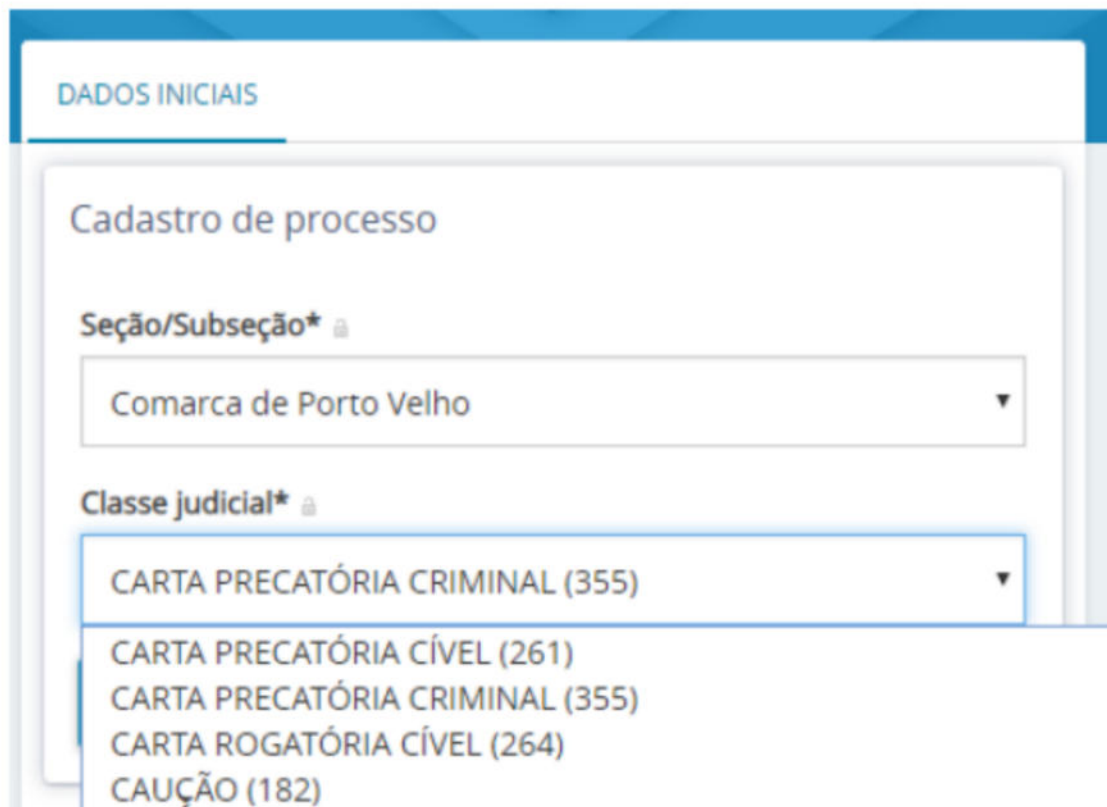 DADOS INICIAIS
Cadastro de processo
Seção/Subseção*
Comarca de Porto Velho
Classe judicial*
CARTA PRECATÓRIA CRIMINAL (355)
CARTA PRECATÓRIA CÍVEL (261)
CARTA PRECATÓRIA CRIMINAL (355)
CARTA ROGATÓRIA CÍVEL (264)
CAUÇÃO (182)